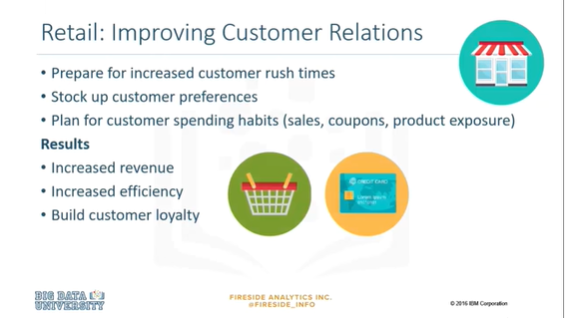 Retail: Improving Customer Relations
• Prepare for increased customer rush times
• Stock up customer preferences
• Plan for customer spending habits (sales, coupons, product exposure)
Results
• Increased revenue
• Increased efficiency
• Build customer loyalty
BIG DATA
UNIVERSITY
FIRESIDE ANALYTICS INC.
@FIRESIDE_INFO
© 2016 IBM Corporation